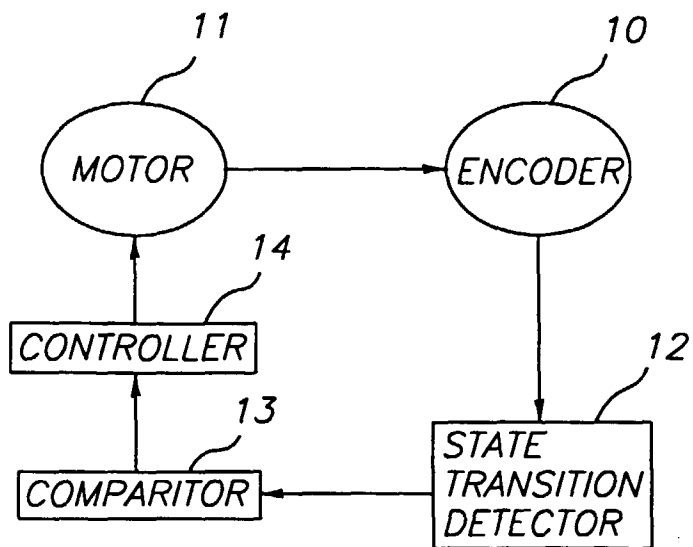 11
10
MOTOR
ENCODER
14
CONTROLLER
12
13
STATE
TRANSITION
DETECTOR
COMPARITOR